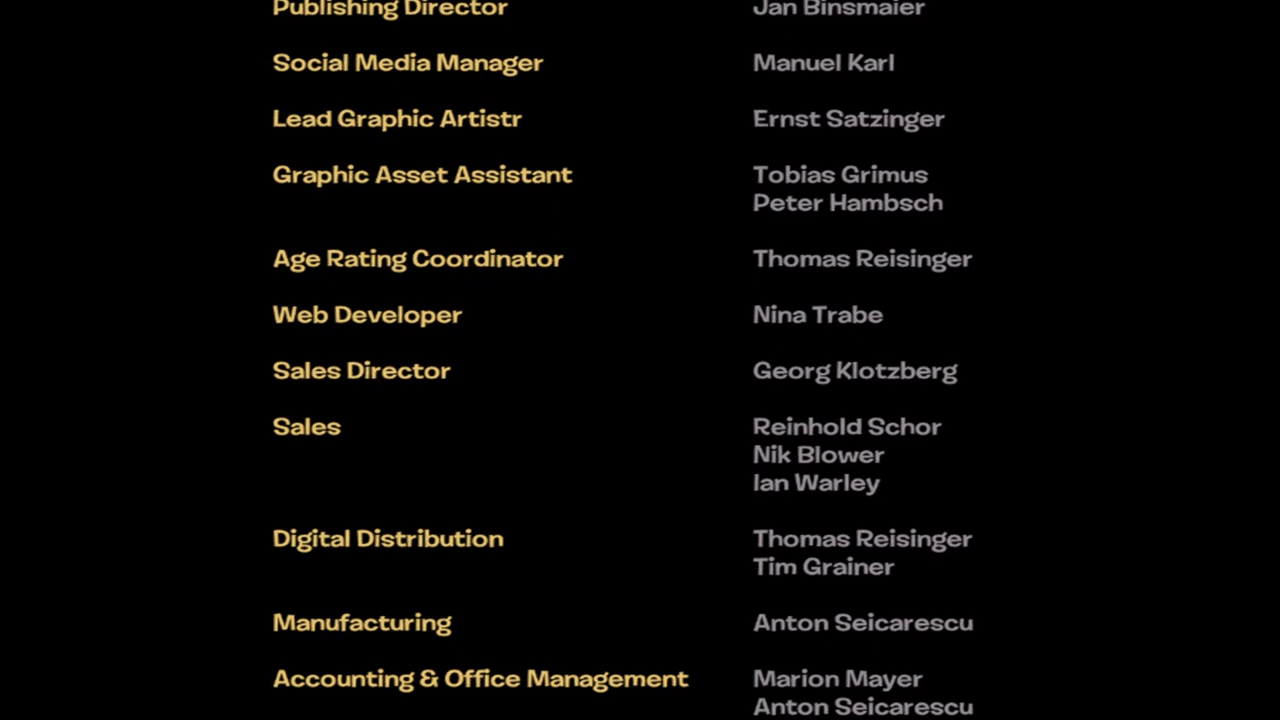 Publishing Director Jan Binsmaier
Social Media Manager Manuel Karl
Lead Graphic Artistr Ernst Satzinger
Graphic Asset Assistant Tobias Grimus
Peter Hambsch
Age Rating Coordinator Thomas Reisinger
Web Developer Nina Trabe
Sales Director Georg Klotzberg
Sales Reinhold Schor
Nik Blower
Ian Warley
Digital Distribution Thomas Reisinger
Tim Grainer
Manufacturing Anton Seicarescu
Accounting & Office Management Marion Mayer
Anton Seicarescu